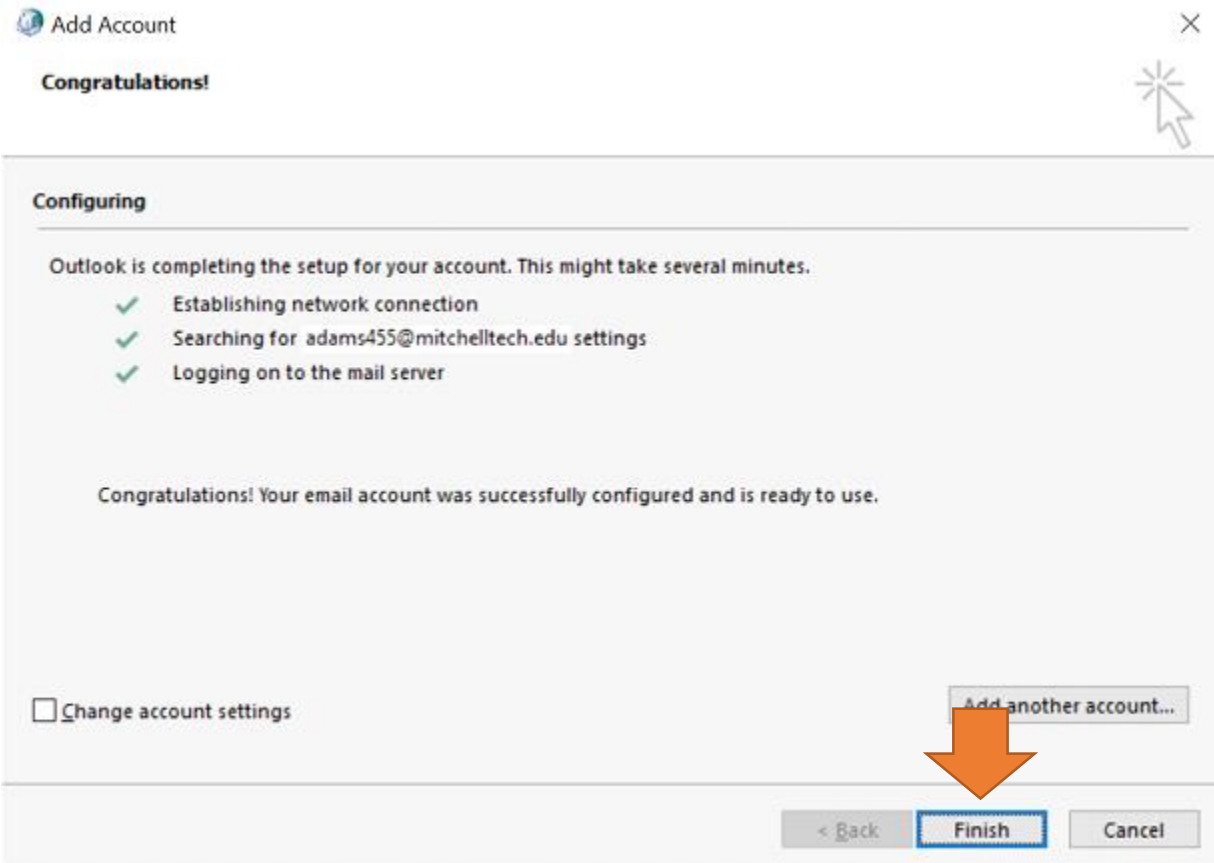 Add Account
Congratulations!
Configuring
Outlook is completing the setup for your account. This might take several minutes.
Establishing network connection
Searching for adams455@mitchelltech.edu settings
Logging on to the mail server
Congratulations! Your email account was successfully configured and is ready to use.
Change account settings
Add another account...
< Back
Finish
Cancel